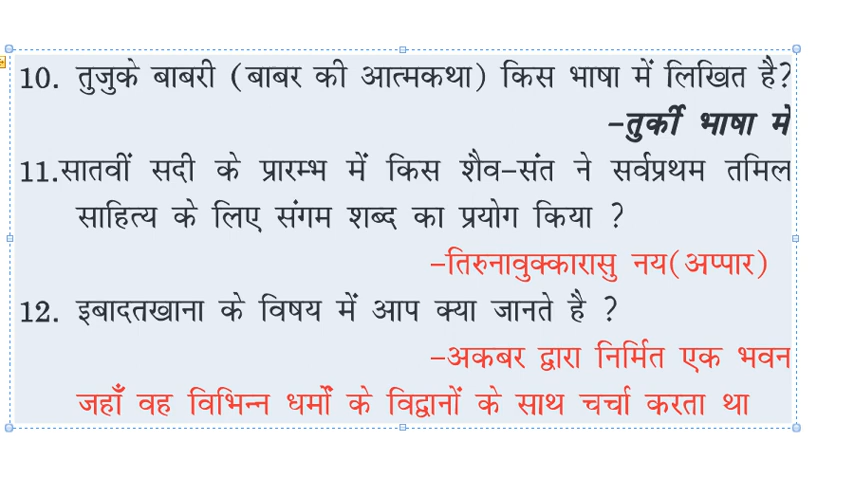 10. तुजुके बाबरी (बाबर की आत्मकथा) किस भाषा में लिखित है?
–तुर्की भाषा मे
11.सातवीं सदी के प्रारम्भ में किस शैव–संत ने सर्वप्रथम तमिल
साहित्य के लिए संगम शब्द का प्रयोग किया ?
–तिरुनावुक्कारासु नय(अप्पार)
12. इबादतखाना के विषय में आप क्या जानते है ?
–अकबर द्वारा निर्मित एक भवन
जहाँ वह विभिन्न धर्मों के विद्वानों के साथ चर्चा करता था